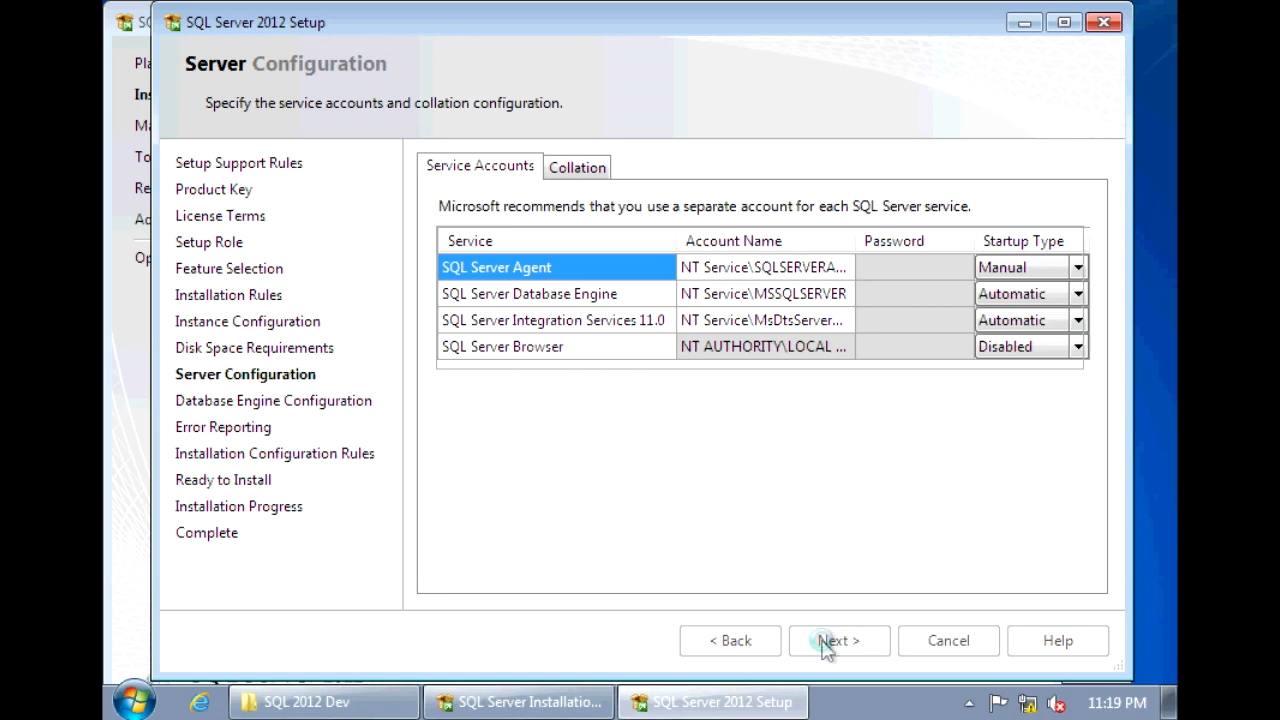 SQL Server 2012 Setup
Server Configuration
Specify the service accounts and collation configuration.
Setup Support Rules
Product Key
License Terms
Setup Role
Feature Selection
Installation Rules
Instance Configuration
Disk Space Requirements
Server Configuration
Database Engine Configuration
Error Reporting
Installation Configuration Rules
Ready to Install
Installation Progress
Complete
Service Accounts
Collation
Microsoft recommends that you use a separate account for each SQL Server service.
Service Account Name Password Startup Type
SQL Server Agent NT Service\SQLSERVERA... Manual
SQL Server Database Engine NT Service\MSSQLSERVER Automatic
SQL Server Integration Services 11.0 NT Service\MsDtsServer... Automatic
SQL Server Browser NT AUTHORITY\LOCAL ... Disabled
< Back
Next >
Cancel
Help
SQL 2012 Dev
SQL Server Installatio...
SQL Server 2012 Setup
11:19 PM